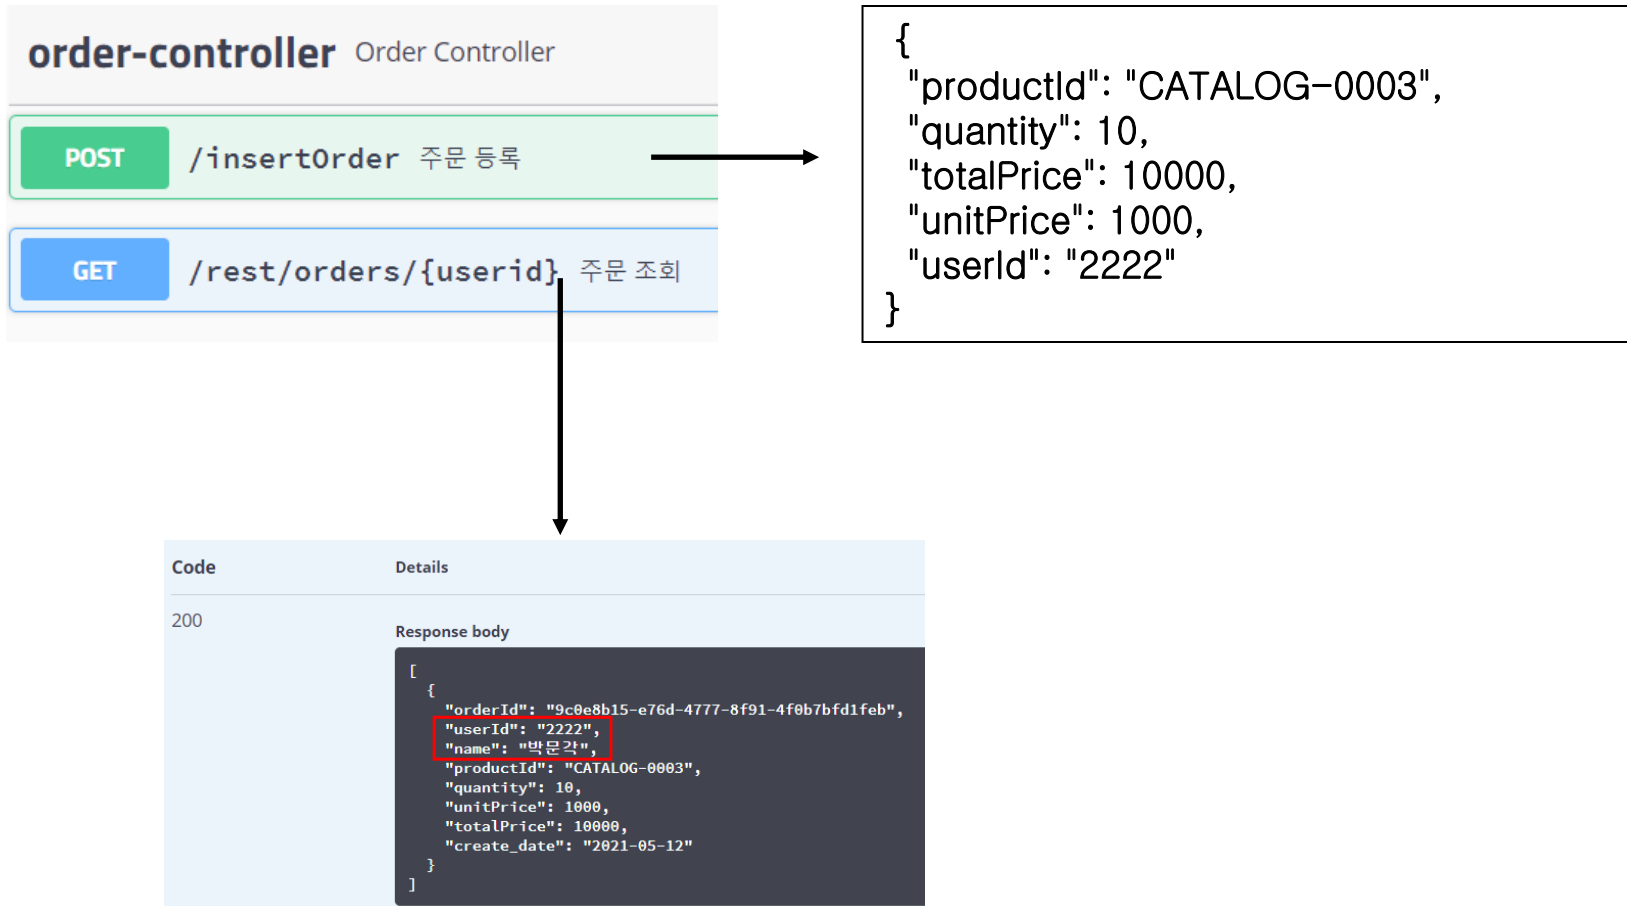 order-controller Order Controller
POST /insertOrder 주문 등록
GET /rest/orders/{userid} 주문 조회
{
"productId": "CATALOG-0003",
"quantity": 10,
"totalPrice": 10000,
"unitPrice": 1000,
"userId": "2222"
}
Code Details
200
Response body
[
{
"orderId": "9c0e8b15-e76d-4777-8f91-4f0b7bfd1feb",
"userId": "2222",
"name": "박문각",
"productId": "CATALOG-0003",
"quantity": 10,
"unitPrice": 1000,
"totalPrice": 10000,
"create_date": "2021-05-12"
}
]